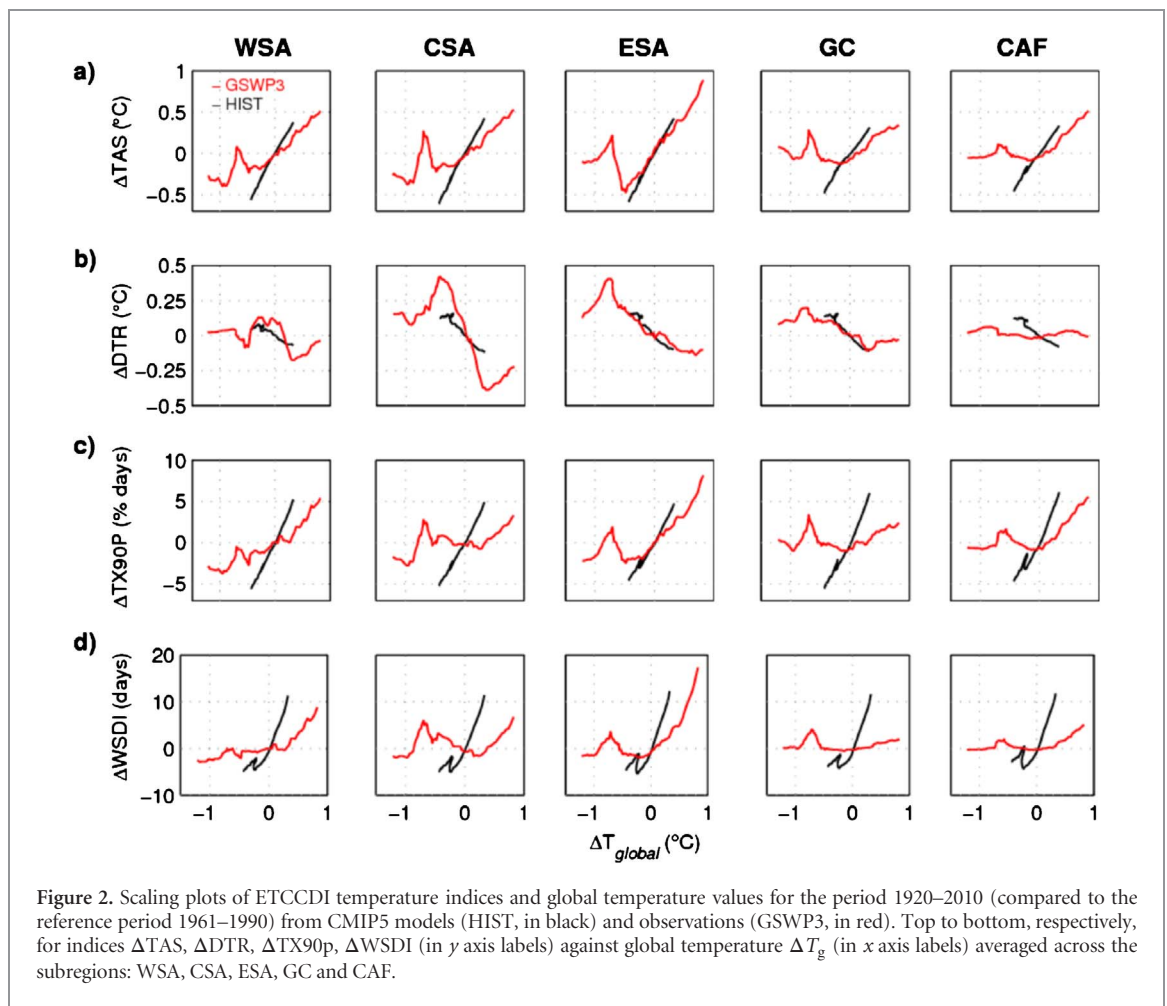 WSA CSA ESA GC CAF
a)
ΔTAS (°C)
1
0.5
0
−0.5
– GSWP3
– HIST
b)
ΔDTR (°C)
0.5
0.25
0
−0.25
−0.5
c)
ΔTX90P (% days)
10
5
0
−5
d)
ΔWSDI (days)
20
10
0
−10
−1 0 1 −1 0 1 −1 0 1 −1 0 1 −1 0 1
ΔTglobal (°C)
Figure 2. Scaling plots of ETCCDI temperature indices and global temperature values for the period 1920–2010 (compared to the
reference period 1961–1990) from CMIP5 models (HIST, in black) and observations (GSWP3, in red). Top to bottom, respectively,
for indices ΔTAS, ΔDTR, ΔTX90p, ΔWSDI (in y axis labels) against global temperature ΔTg (in x axis labels) averaged across the
subregions: WSA, CSA, ESA, GC and CAF.